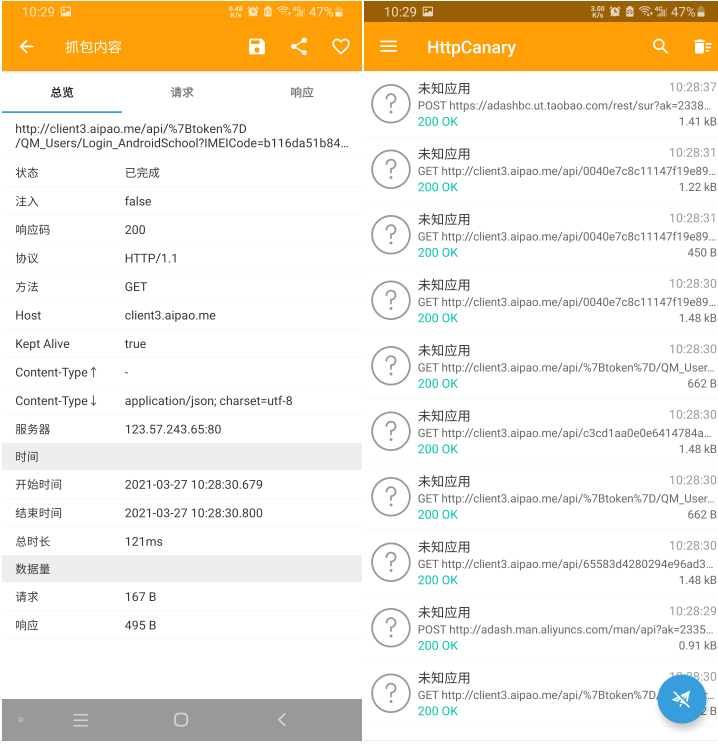 10:29
0.48
K/s
4G
47%
抓包内容
总览
请求
响应
http://client3.aipao.me/api/%7Btoken%7D
/QM_Users/Login_AndroidSchool?IMEICode=b116da51b84...
状态 已完成
注入 false
响应码 200
协议 HTTP/1.1
方法 GET
Host client3.aipao.me
Kept Alive true
Content-Type↑ -
Content-Type↓ application/json; charset=utf-8
服务器 123.57.243.65:80
时间
开始时间 2021-03-27 10:28:30.679
结束时间 2021-03-27 10:28:30.800
总时长 121ms
数据量
请求 167 B
响应 495 B
10:29
3.00
K/s
4G
47%
HttpCanary
未知应用 10:28:37
POST https://adashbc.ut.taobao.com/rest/sur?ak=2338...
200 OK 1.41 kB
未知应用 10:28:31
GET http://client3.aipao.me/api/0040e7c8c11147f19e89...
200 OK 1.22 kB
未知应用 10:28:31
GET http://client3.aipao.me/api/0040e7c8c11147f19e89...
200 OK 450 B
未知应用 10:28:30
GET http://client3.aipao.me/api/0040e7c8c11147f19e89...
200 OK 1.48 kB
未知应用 10:28:30
GET http://client3.aipao.me/api/%7Btoken%7D/QM_User...
200 OK 662 B
未知应用 10:28:30
GET http://client3.aipao.me/api/c3cd1aa0e0e6414784a...
200 OK 1.48 kB
未知应用 10:28:30
GET http://client3.aipao.me/api/%7Btoken%7D/QM_User...
200 OK 662 B
未知应用 10:28:30
GET http://client3.aipao.me/api/65583d4280294e96ad3...
200 OK 1.48 kB
未知应用 10:28:29
POST http://adash.man.aliyuncs.com/man/api?ak=2335...
200 OK 0.91 kB
未知应用 10:28:30
GET http://client3.aipao.me/api/%7Btoken%7D
200 OK 2 B